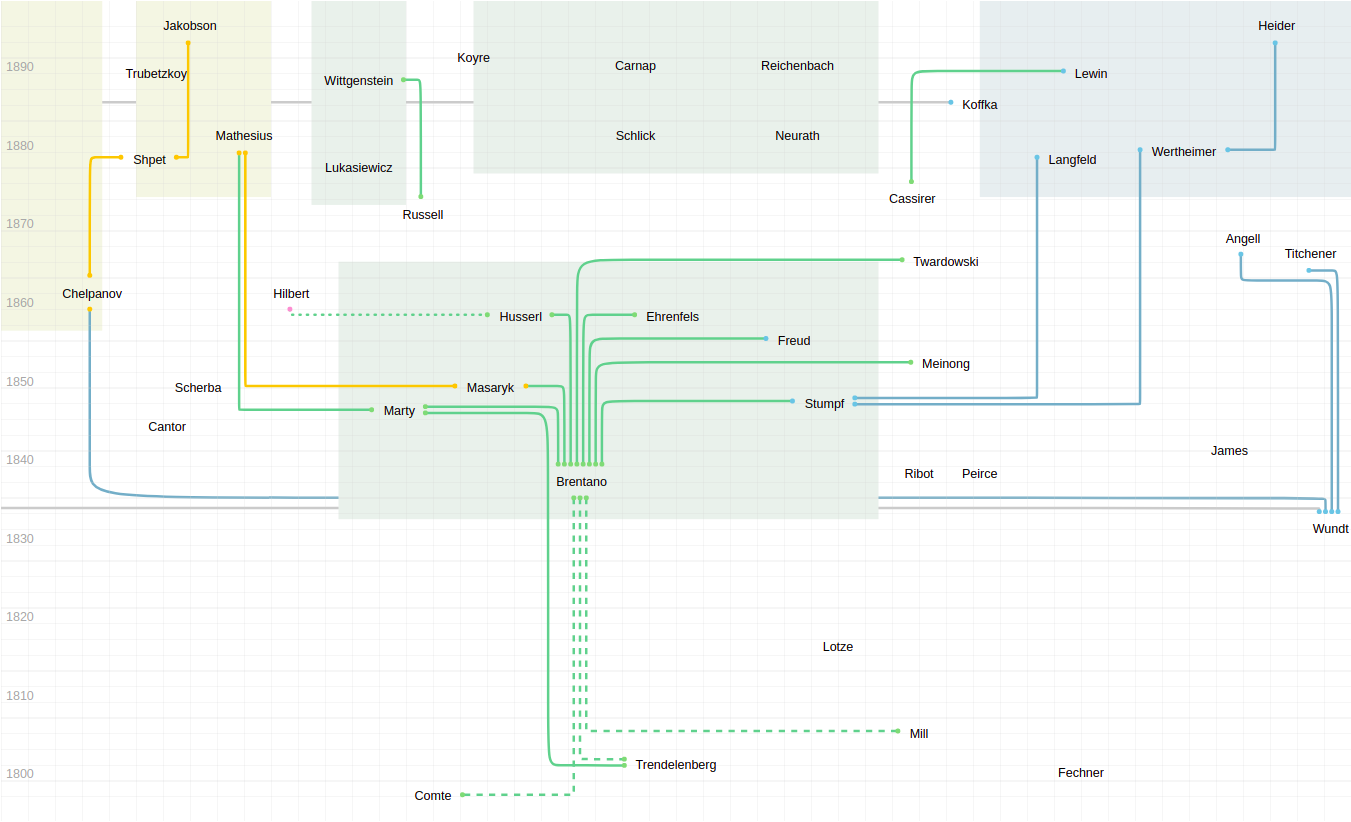 Jakobson
Heider
Koyre
1890
Trubetzkoy
Wittgenstein
Carnap
Reichenbach
Lewin
Koffka
Mathesius
Schlick
Neurath
1880
Shpet
Wertheimer
Langfeld
Lukasiewicz
Cassirer
Russell
1870
Angell
Titchener
Twardowski
Chelpanov
Hilbert
1860
Husserl
Ehrenfels
Freud
Meinong
1850
Scherba
Masaryk
Stumpf
Marty
Cantor
James
1840
Ribot
Peirce
Brentano
Wundt
1830
1820
Lotze
1810
Mill
Trendelenberg
1800
Fechner
Comte